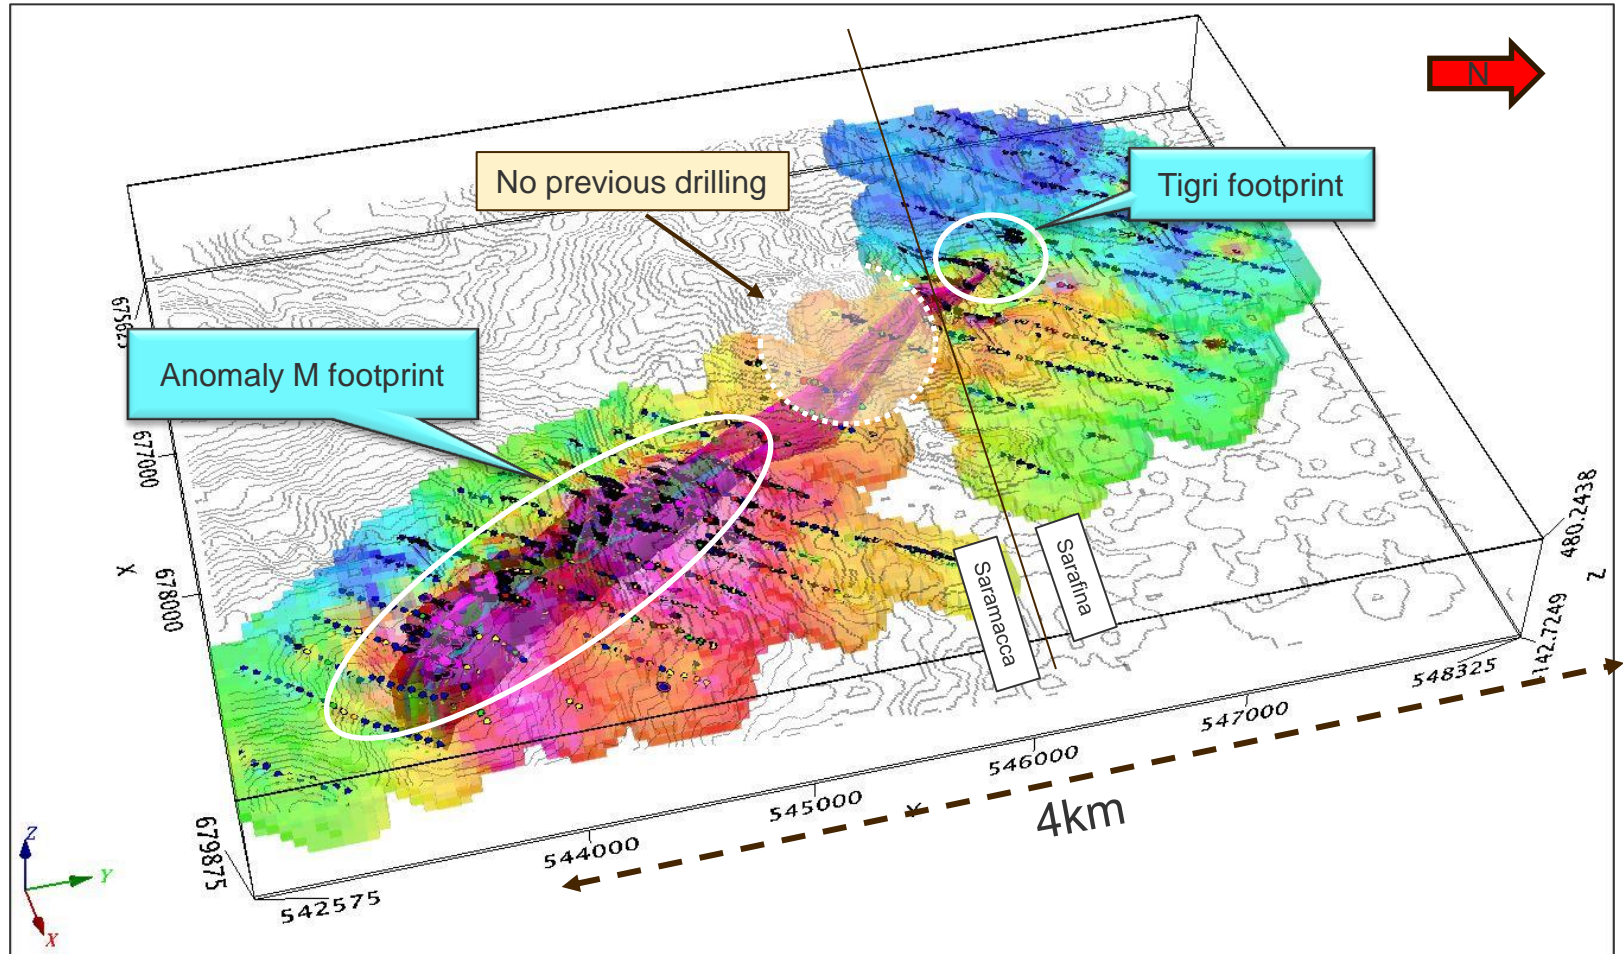 N
No previous drilling
Tigri footprint
Anomaly M footprint
677000
678000
679875
X
Saramacca
Sarafina
480.2438
Z
142.7249
548325
547000
546000
545000
Y
544000
542575
4km
Z
Y
X